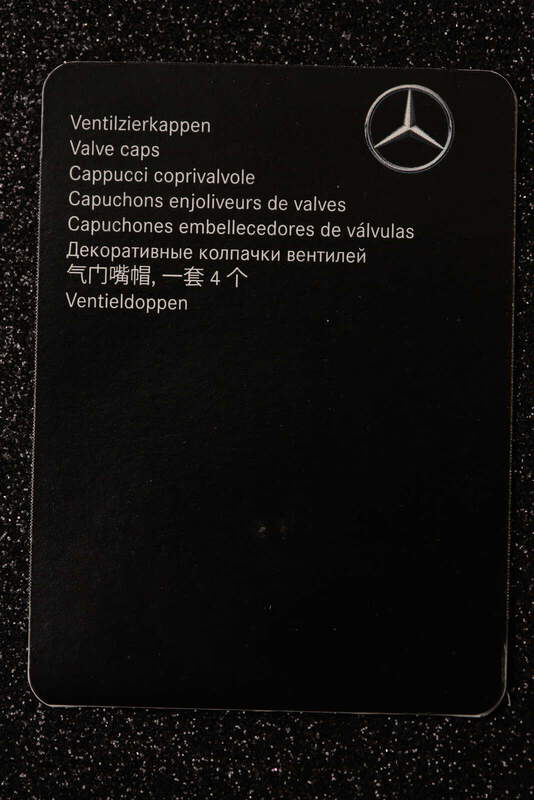 Ventilzierkappen
Valve caps
Cappucci coprivalvole
Capuchons enjoliveurs de valves
Capuchones embellecedores de válvulas
Декоративные колпачки вентилей
气门嘴帽, 一套 4 个
Ventieldoppen